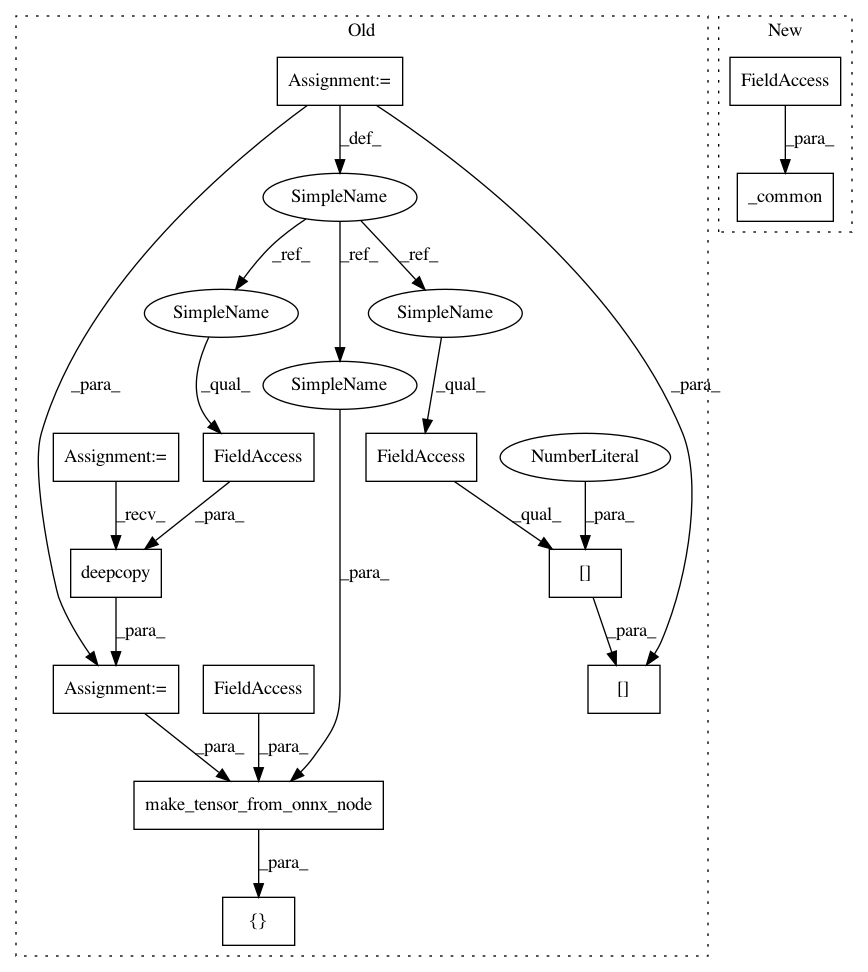 Old
New
Assignment:=
FieldAccess
_def_
_para_
SimpleName
_common
_ref_
_ref_
_ref_
SimpleName
SimpleName
SimpleName
_para_
_qual_
_qual_
_para_
Assignment:=
FieldAccess
FieldAccess
NumberLiteral
_recv_
_para_
_qual_
_para_
deepcopy
_para_
[]
_para_
_para_
Assignment:=
FieldAccess
[]
_para_
_para_
make_tensor_from_onnx_node
_para_
{}